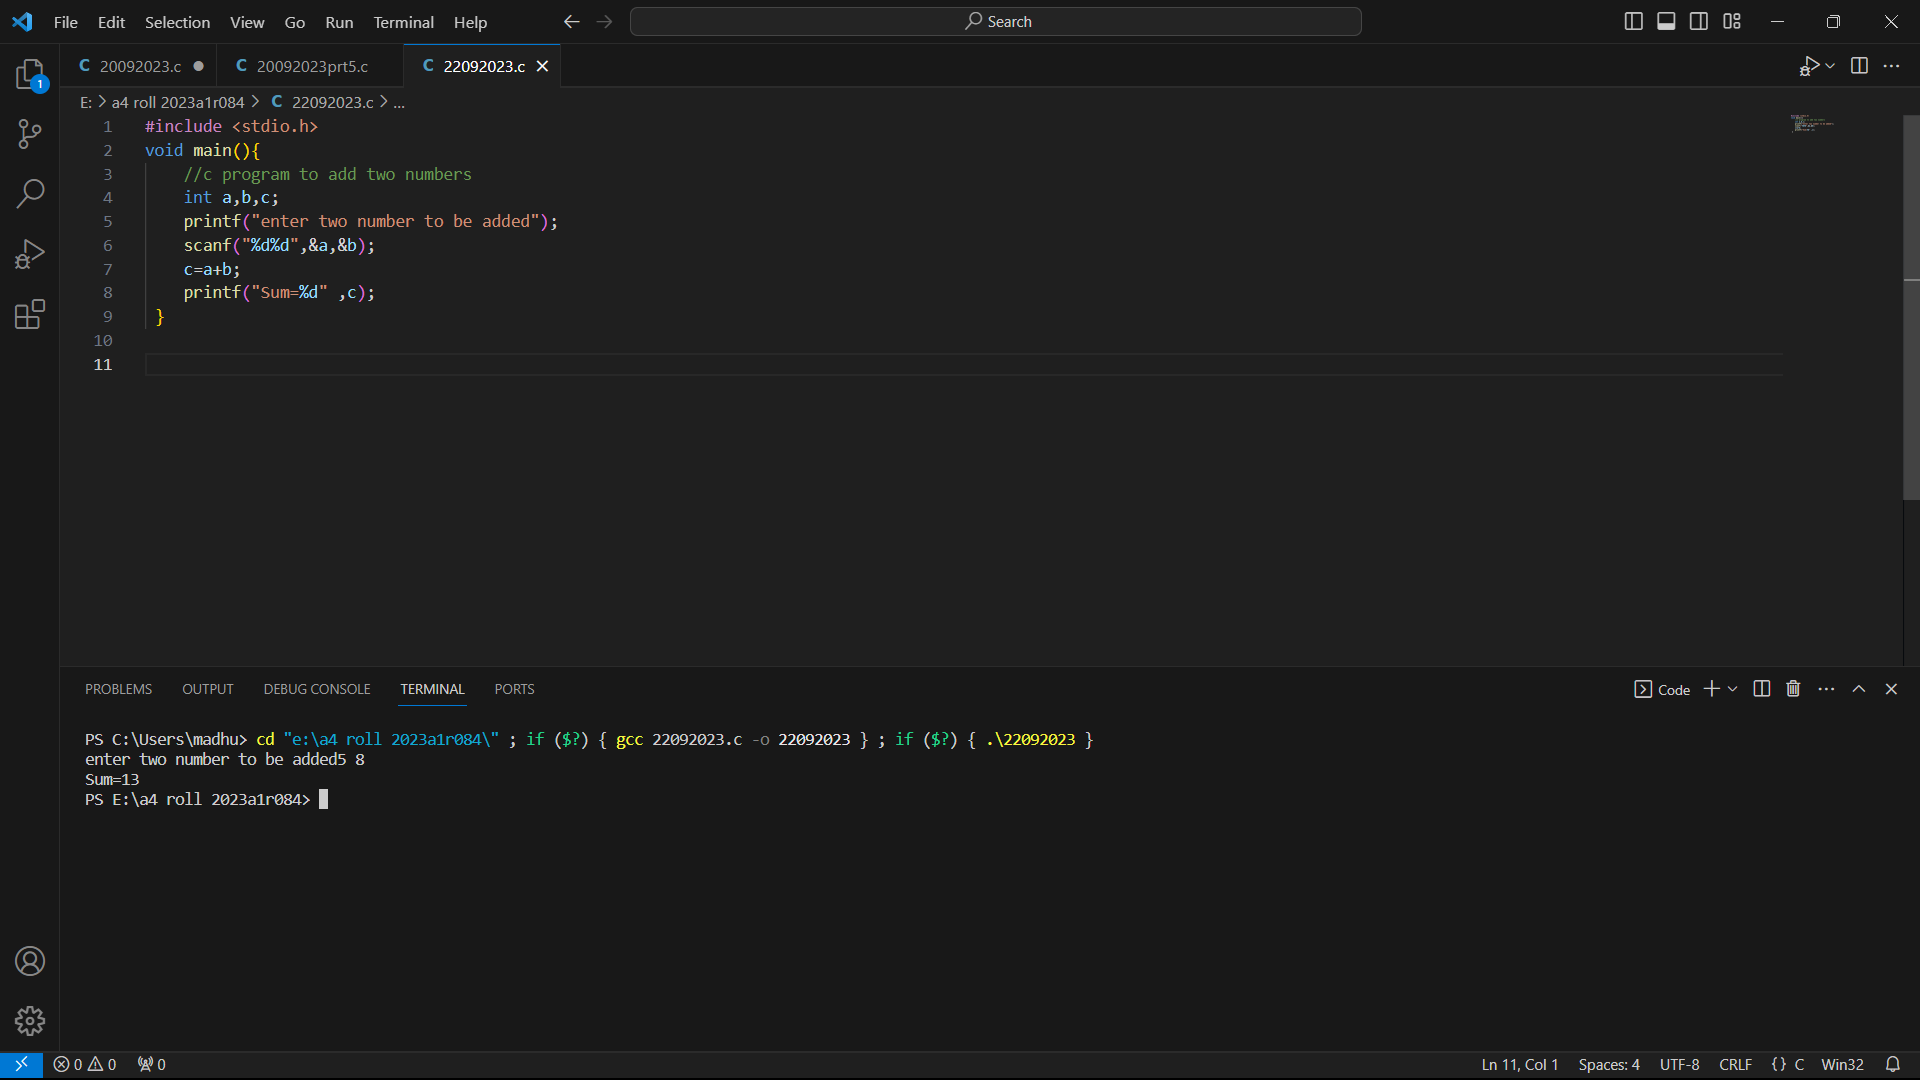 File Edit Selection View Go Run Terminal Help Search
1
C 20092023.c C 20092023prt5.c C 22092023.c
E: > a4 roll 2023a1r084 > C 22092023.c > ...
1 #include <stdio.h>
2 void main(){
3 //c program to add two numbers
4 int a,b,c;
5 printf("enter two number to be added");
6 scanf("%d%d",&a,&b);
7 c=a+b;
8 printf("Sum=%d" ,c);
9 }
10
11
PROBLEMS OUTPUT DEBUG CONSOLE TERMINAL PORTS Code
PS C:\Users\madhu> cd "e:\a4 roll 2023a1r084\" ; if ($?) { gcc 22092023.c -o 22092023 } ; if ($?) { .\22092023 }
enter two number to be added5 8
Sum=13
PS E:\a4 roll 2023a1r084>
0 0 0 Ln 11, Col 1 Spaces: 4 UTF-8 CRLF {} C Win32